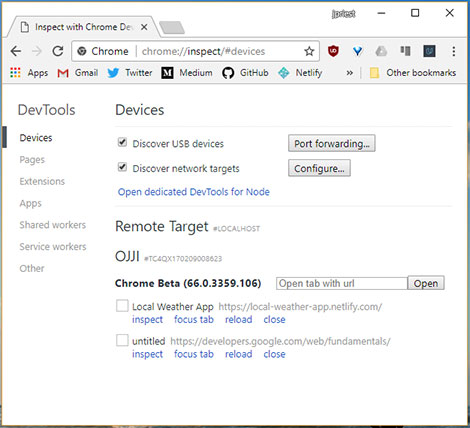 jpriest
Inspect with Chrome Dev
Chrome chrome://inspect/#devices
Apps Gmail Twitter Medium GitHub Netlify » Other bookmarks
DevTools
Devices
Pages
Extensions
Apps
Shared workers
Service workers
Other
Devices
Discover USB devices Port forwarding...
Discover network targets Configure...
Open dedicated DevTools for Node
Remote Target #LOCALHOST
OJJI #TC4QX170209008623
Chrome Beta (66.0.3359.106) Open tab with url Open
Local Weather App https://local-weather-app.netlify.com/
inspect focus tab reload close
untitled https://developers.google.com/web/fundamentals/
inspect focus tab reload close